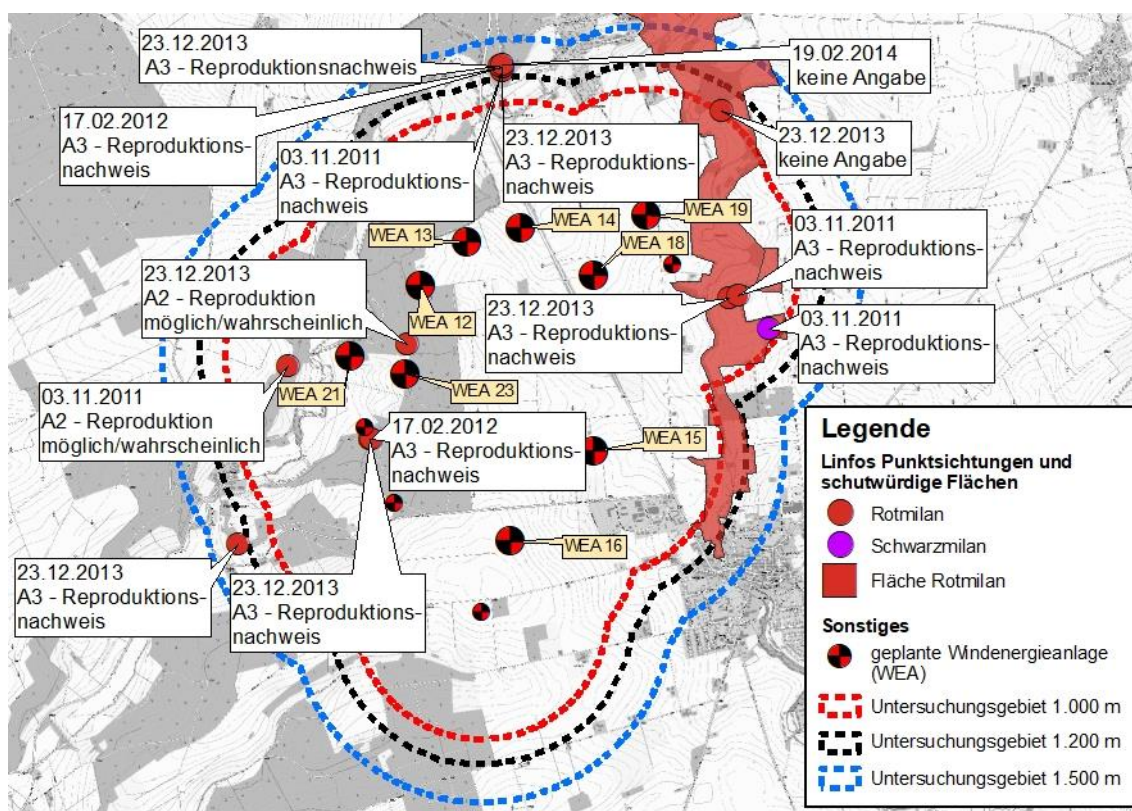 23.12.2013
A3 - Reproduktionsnachweis
19.02.2014
keine Angabe
17.02.2012
A3 - Reproduktions-
nachweis
03.11.2011
A3 - Reproduktions-
nachweis
23.12.2013
A3 - Reproduktions-
nachweis
23.12.2013
keine Angabe
WEA 13
WEA 14
WEA 19
WEA 18
03.11.2011
A3 - Reproduktions-
nachweis
23.12.2013
A2 - Reproduktion
möglich/wahrscheinlich
WEA 12
23.12.2013
A3 - Reproduktions-
nachweis
03.11.2011
A3 - Reproduktions-
nachweis
03.11.2011
A2 - Reproduktion
möglich/wahrscheinlich
WEA 21
WEA 23
17.02.2012
A3 - Reproduktions-
nachweis
WEA 15
WEA 16
23.12.2013
A3 - Reproduktions-
nachweis
23.12.2013
A3 - Reproduktions-
nachweis
Legende
Linfos Punktsichtungen und
schutwürdige Flächen
Rotmilan
Schwarzmilan
Fläche Rotmilan
Sonstiges
geplante Windenergieanlage
(WEA)
Untersuchungsgebiet 1.000 m
Untersuchungsgebiet 1.200 m
Untersuchungsgebiet 1.500 m